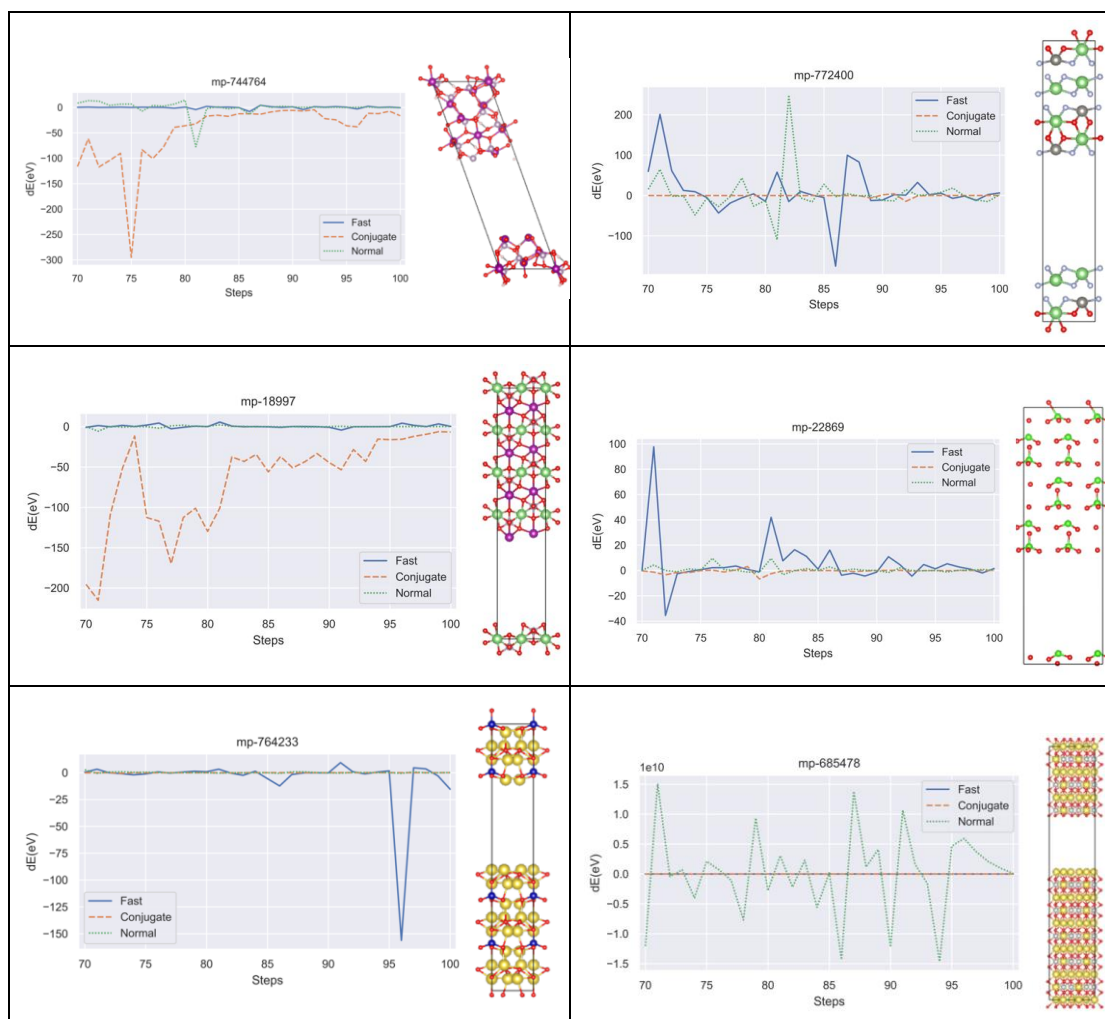 mp-744764
0
−50
−100
−150
−200
−250
−300
dE(eV)
Fast
Conjugate
Normal
70 75 80 85 90 95 100
Steps
mp-772400
200
100
0
−100
dE(eV)
Fast
Conjugate
Normal
70 75 80 85 90 95 100
Steps
mp-18997
0
−50
−100
−150
−200
dE(eV)
Fast
Conjugate
Normal
70 75 80 85 90 95 100
Steps
mp-22869
100
80
60
40
20
0
−20
−40
dE(eV)
Fast
Conjugate
Normal
70 75 80 85 90 95 100
Steps
mp-764233
0
−25
−50
−75
−100
−125
−150
dE(eV)
Fast
Conjugate
Normal
70 75 80 85 90 95 100
Steps
mp-685478
1e10
1.5
1.0
0.5
0.0
−0.5
−1.0
−1.5
dE(eV)
Fast
Conjugate
Normal
70 75 80 85 90 95 100
Steps